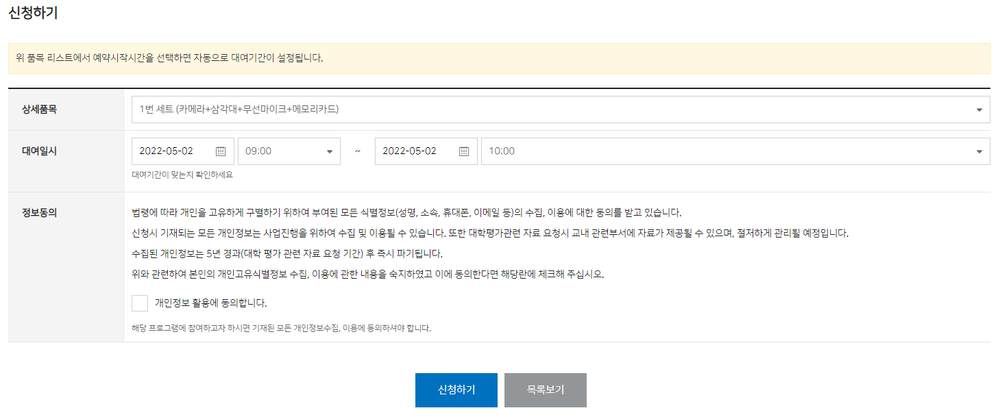 신청하기
위 품목 리스트에서 예약시작시간을 선택하면 자동으로 대여기간이 설정됩니다.
상세품목
1번 세트 (카메라+삼각대+무선마이크+메모리카드)
대여일시
2022-05-02 09:00 ~ 2022-05-02 10:00
대여기간이 맞는지 확인하세요
정보동의
법령에 따라 개인을 고유하게 구별하기 위하여 부여된 모든 식별정보(성명, 소속, 휴대폰, 이메일 등)의 수집, 이용에 대한 동의를 받고 있습니다.
신청시 기재되는 모든 개인정보는 사업진행을 위하여 수집 및 이용될 수 있습니다. 또한 대학평가관련 자료 요청시 교내 관련부서에 자료가 제공될 수 있으며, 철저하게 관리될 예정입니다.
수집된 개인정보는 5년 경과(대학 평가 관련 자료 요청 기간) 후 즉시 파기됩니다.
위와 관련하여 본인의 개인고유식별정보 수집, 이용에 관한 내용을 숙지하였고 이에 동의한다면 해당란에 체크해 주십시오.
개인정보 활용에 동의합니다.
해당 프로그램에 참여하고자 하시면 기재된 모든 개인정보수집, 이용에 동의하셔야 합니다.
신청하기 목록보기